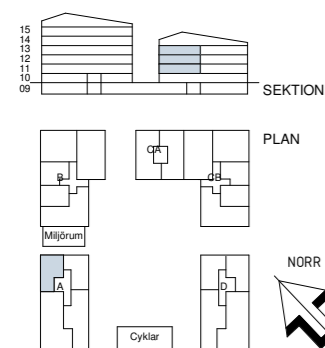 15
14
13
12
11
10
09
SEKTION
PLAN
CA
B
CB
Miljörum
NORR
A
D
Cyklar